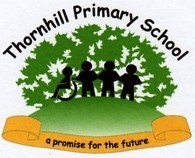 Thornhill Primary School
a promise for the future